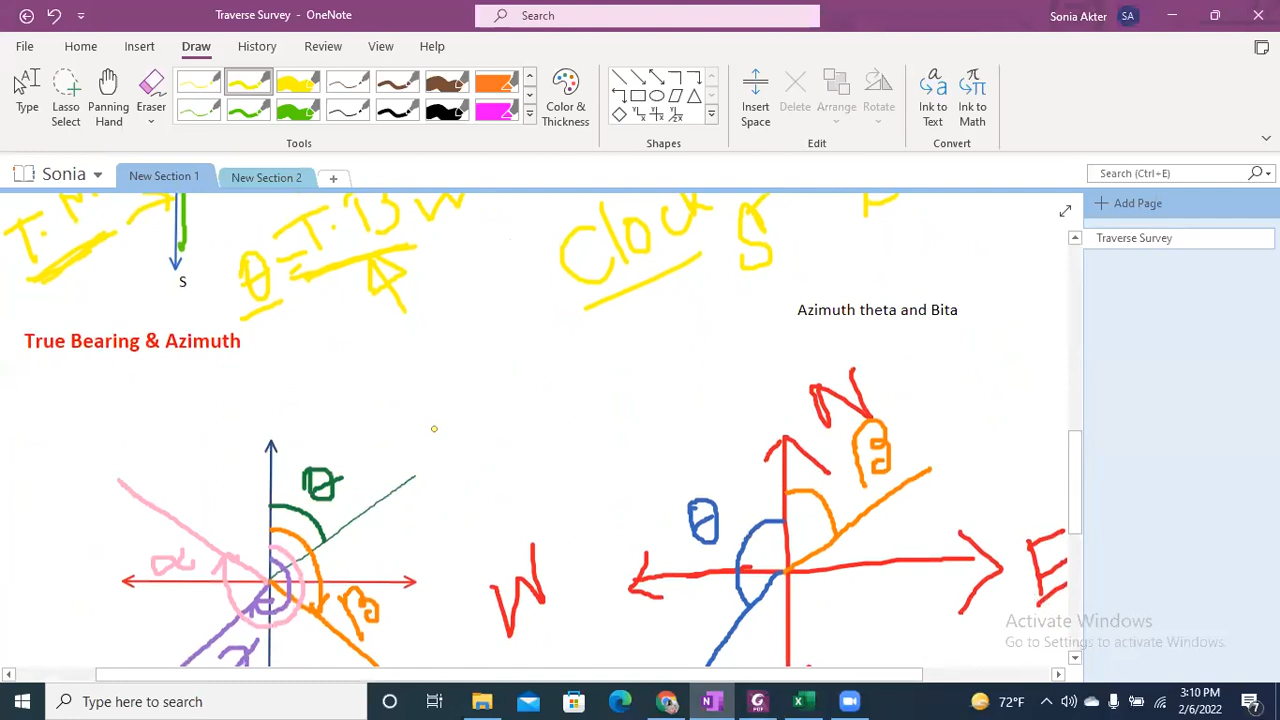 Traverse Survey - OneNote
Search
Sonia Akter
SA
File Home Insert Draw History Review View Help
Type
Lasso Select
Panning Hand
Eraser
Color & Thickness
Insert Space
Delete
Arrange
Rotate
Ink to Text
Ink to Math
Tools
Shapes
Edit
Convert
Sonia
New Section 1
New Section 2
Search (Ctrl+E)
Add Page
Traverse Survey
θ = T.B W
Clock
S
S
Azimuth theta and Bita
True Bearing & Azimuth
N
θ
β
θ
α
β
W
E
Activate Windows
Go to Settings to activate Windows.
Type here to search
72°F
3:10 PM
2/6/2022
7